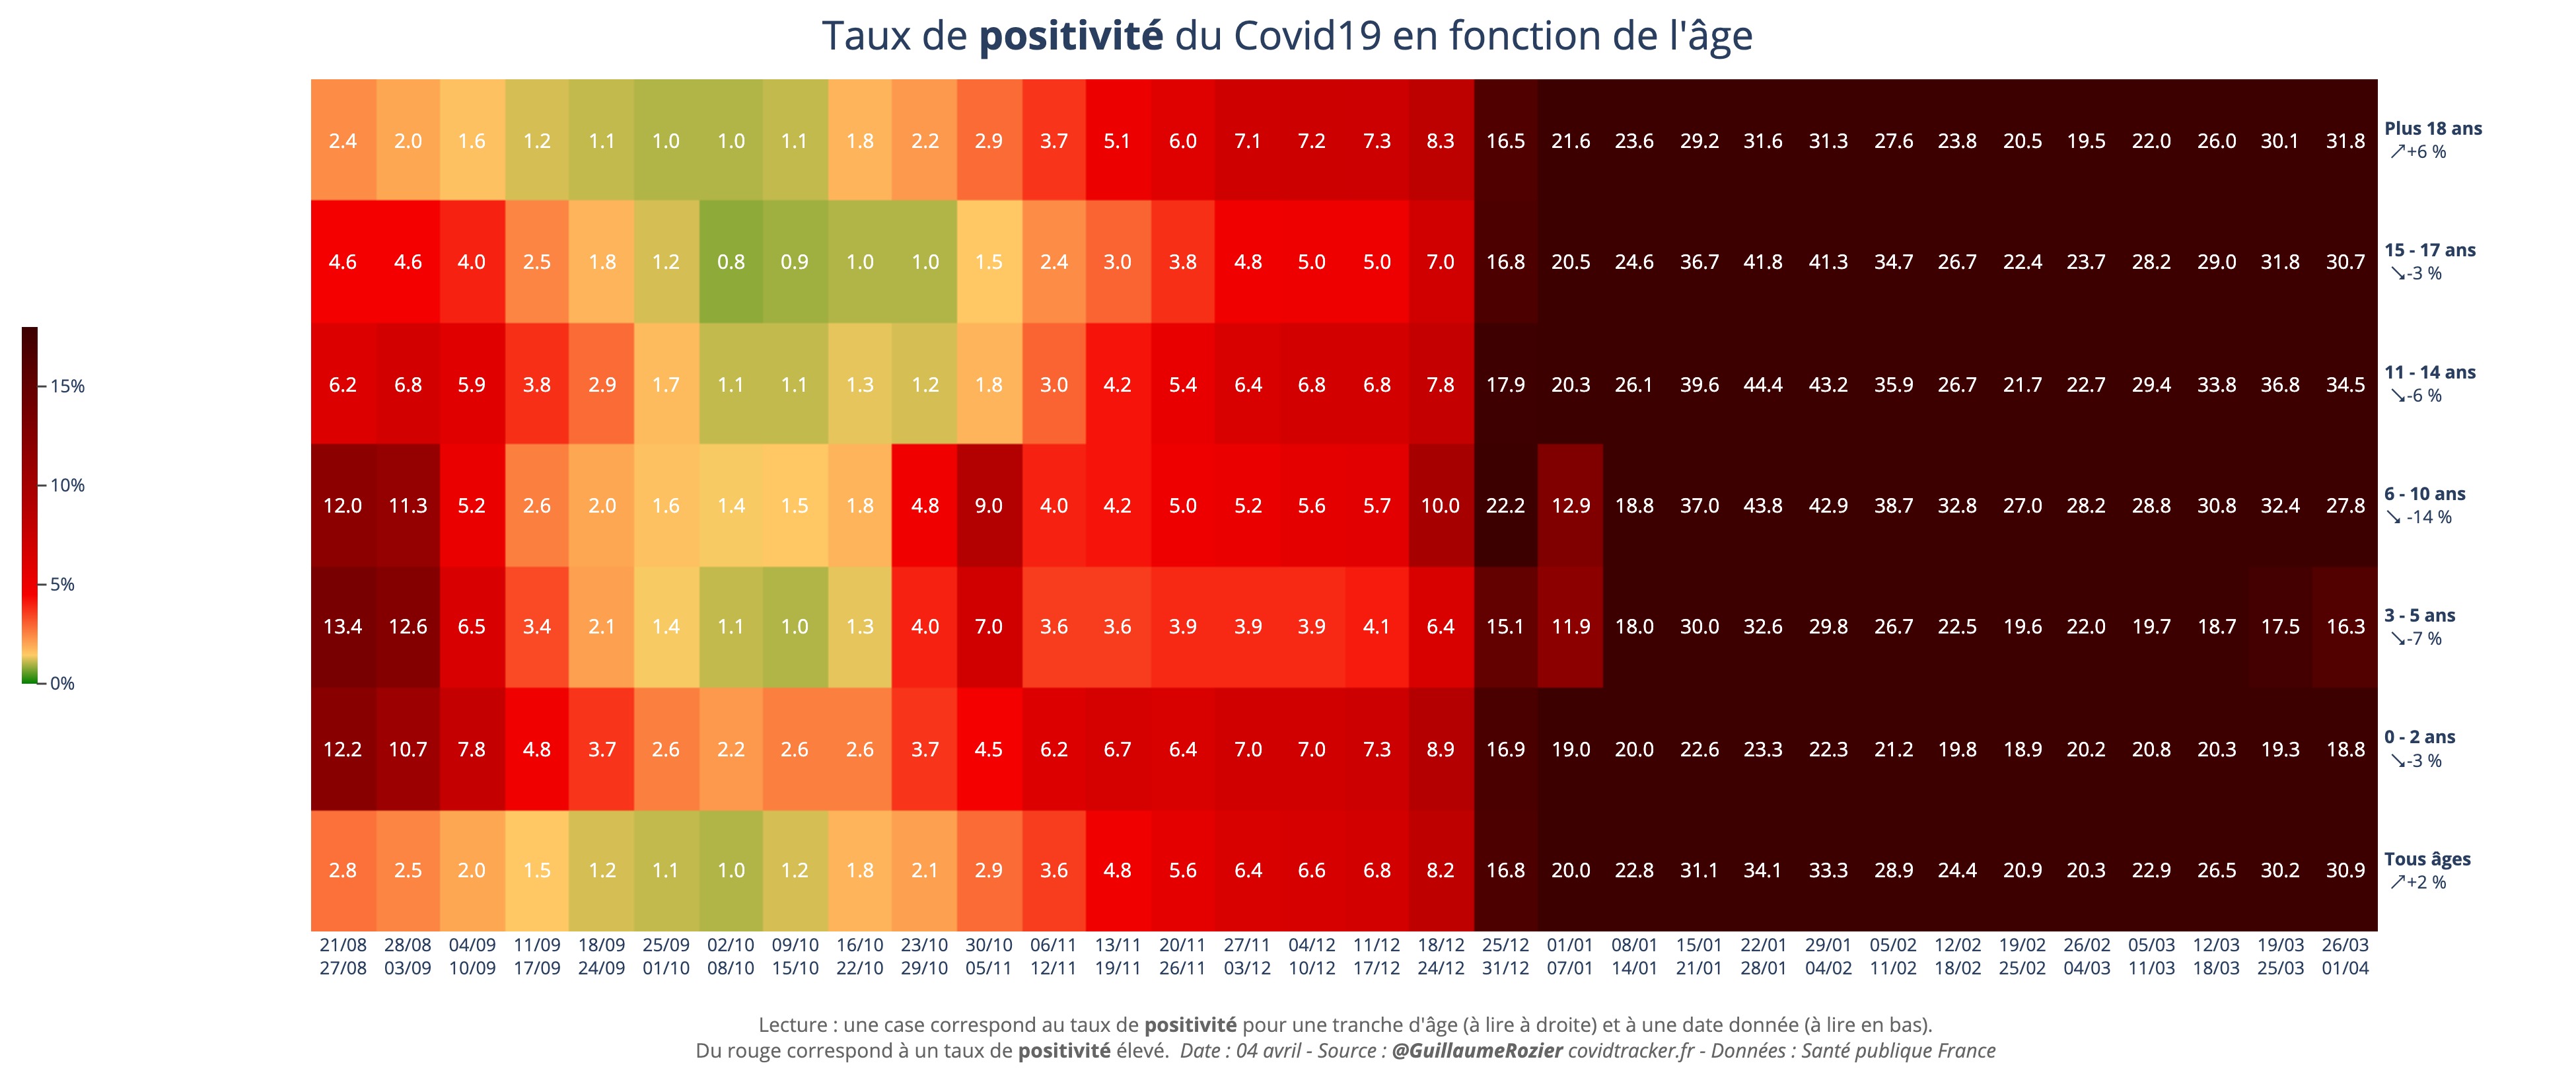 Taux de positivité du Covid19 en fonction de l'âge
2.4 2.0 1.6 1.2 1.1 1.0 1.0 1.1 1.8 2.2 2.9 3.7 5.1 6.0 7.1 7.2 7.3 8.3 16.5 21.6 23.6 29.2 31.6 31.3 27.6 23.8 20.5 19.5 22.0 26.0 30.1 31.8
Plus 18 ans
↗+6 %
4.6 4.6 4.0 2.5 1.8 1.2 0.8 0.9 1.0 1.0 1.5 2.4 3.0 3.8 4.8 5.0 5.0 7.0 16.8 20.5 24.6 36.7 41.8 41.3 34.7 26.7 22.4 23.7 28.2 29.0 31.8 30.7
15 - 17 ans
↘-3 %
6.2 6.8 5.9 3.8 2.9 1.7 1.1 1.1 1.3 1.2 1.8 3.0 4.2 5.4 6.4 6.8 6.8 7.8 17.9 20.3 26.1 39.6 44.4 43.2 35.9 26.7 21.7 22.7 29.4 33.8 36.8 34.5
11 - 14 ans
↘-6 %
12.0 11.3 5.2 2.6 2.0 1.6 1.4 1.5 1.8 4.8 9.0 4.0 4.2 5.0 5.2 5.6 5.7 10.0 22.2 12.9 18.8 37.0 43.8 42.9 38.7 32.8 27.0 28.2 28.8 30.8 32.4 27.8
6 - 10 ans
↘ -14 %
13.4 12.6 6.5 3.4 2.1 1.4 1.1 1.0 1.3 4.0 7.0 3.6 3.6 3.9 3.9 3.9 4.1 6.4 15.1 11.9 18.0 30.0 32.6 29.8 26.7 22.5 19.6 22.0 19.7 18.7 17.5 16.3
3 - 5 ans
↘-7 %
12.2 10.7 7.8 4.8 3.7 2.6 2.2 2.6 2.6 3.7 4.5 6.2 6.7 6.4 7.0 7.0 7.3 8.9 16.9 19.0 20.0 22.6 23.3 22.3 21.2 19.8 18.9 20.2 20.8 20.3 19.3 18.8
0 - 2 ans
↘-3 %
2.8 2.5 2.0 1.5 1.2 1.1 1.0 1.2 1.8 2.1 2.9 3.6 4.8 5.6 6.4 6.6 6.8 8.2 16.8 20.0 22.8 31.1 34.1 33.3 28.9 24.4 20.9 20.3 22.9 26.5 30.2 30.9
Tous âges
↗+2 %
15%
10%
5%
0%
21/08 28/08 04/09 11/09 18/09 25/09 02/10 09/10 16/10 23/10 30/10 06/11 13/11 20/11 27/11 04/12 11/12 18/12 25/12 01/01 08/01 15/01 22/01 29/01 05/02 12/02 19/02 26/02 05/03 12/03 19/03 26/03
27/08 03/09 10/09 17/09 24/09 01/10 08/10 15/10 22/10 29/10 05/11 12/11 19/11 26/11 03/12 10/12 17/12 24/12 31/12 07/01 14/01 21/01 28/01 04/02 11/02 18/02 25/02 04/03 11/03 18/03 25/03 01/04
Lecture : une case correspond au taux de positivité pour une tranche d'âge (à lire à droite) et à une date donnée (à lire en bas).
Du rouge correspond à un taux de positivité élevé. Date : 04 avril - Source : @GuillaumeRozier covidtracker.fr - Données : Santé publique France